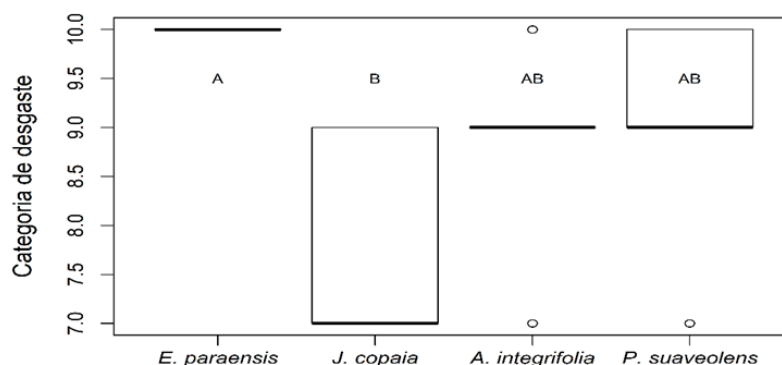 Categoria de desgaste
10.0
9.5
9.0
8.5
8.0
7.5
7.0
A B AB AB
E. paraensis J. copaia A. integrifolia P. suaveolens